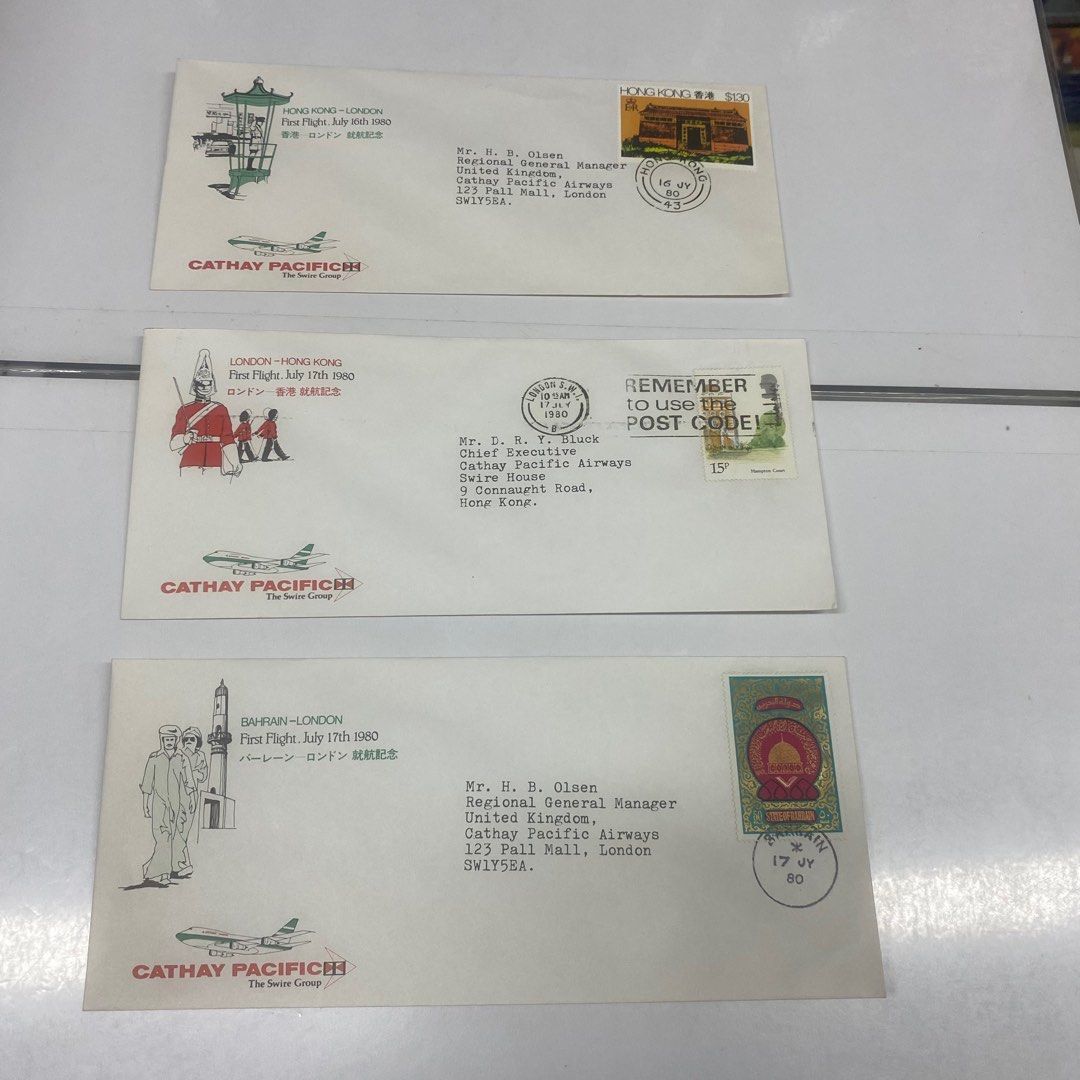 HONG KONG – LONDON
First Flight, July 16th 1980
香港 — ロンドン 就航記念
HONG KONG 香港 $1.30
Mr. H. B. Olsen
Regional General Manager
United Kingdom,
Cathay Pacific Airways
123 Pall Mall, London
SW1Y5EA.
HONG KONG
16 JY
80
43
CATHAY PACIFIC
The Swire Group
LONDON – HONG KONG
First Flight, July 17th 1980
ロンドン — 香港 就航記念
LONDON S.W.1.
17 JLY
1980
B
REMEMBER
to use the
POST CODE!
15P
Hampton Court
Mr. D. R. Y. Bluck
Chief Executive
Cathay Pacific Airways
Swire House
9 Connaught Road,
Hong Kong.
CATHAY PACIFIC
The Swire Group
BAHRAIN – LONDON
First Flight, July 17th 1980
バーレーン — ロンドン 就航記念
دولة البحرين
50 STATE OF BAHRAIN ٥٠
BAHRAIN
17 JY
80
Mr. H. B. Olsen
Regional General Manager
United Kingdom,
Cathay Pacific Airways
123 Pall Mall, London
SW1Y5EA.
CATHAY PACIFIC
The Swire Group